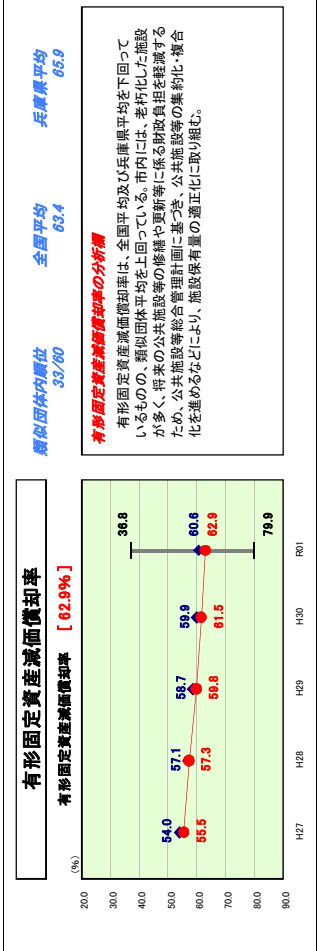 有形固定資産減価償却率
有形固定資産減価償却率 [ 62.9% ]
(%)
20.0
30.0
40.0
50.0
60.0
70.0
80.0
90.0
36.8
54.0
57.1
58.7
59.9
60.6
55.5
57.3
59.8
61.5
62.9
79.9
H27
H28
H29
H30
R01
類似団体内順位
33/60
全国平均
63.4
兵庫県平均
65.9
有形固定資産減価償却率の分析欄
有形固定資産減価償却率は、全国平均及び兵庫県平均を下回って
いるものの、類似団体平均を上回っている。市内には、老朽化した施設
が多く、将来の公共施設等の修繕や更新等に係る財政負担を軽減する
ため、公共施設等総合管理計画に基づき、公共施設等の集約化・複合
化を進めるなどにより、施設保有量の適正化に取り組む。